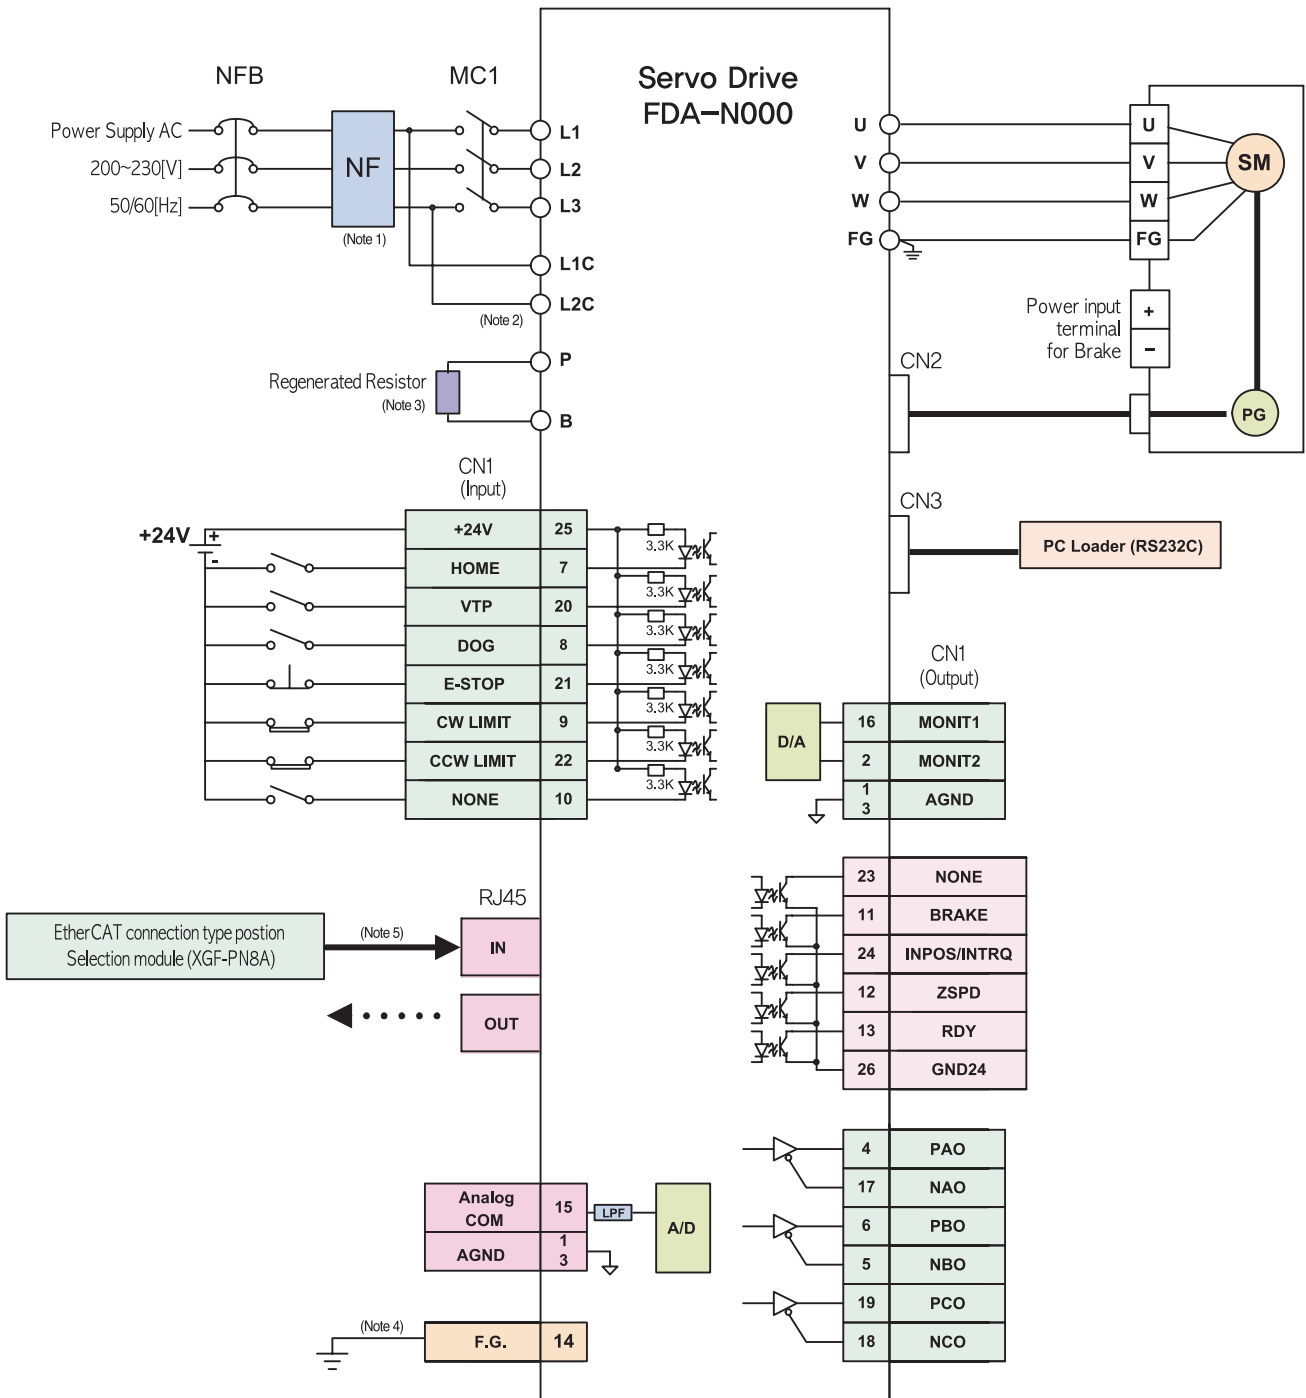 NFB
MC1
Servo Drive
FDA-N000
Power Supply AC
200~230[V]
50/60[Hz]
NF
(Note 1)
L1
L2
L3
L1C
L2C
(Note 2)
P
Regenerated Resistor
(Note 3)
B
U
V
W
FG
U
V
W
FG
SM
Power input
terminal
for Brake
+
-
CN2
PG
CN3
PC Loader (RS232C)
CN1
(Input)
+24V
+
-
+24V 25
HOME 7
VTP 20
DOG 8
E-STOP 21
CW LIMIT 9
CCW LIMIT 22
NONE 10
3.3K
3.3K
3.3K
3.3K
3.3K
3.3K
3.3K
CN1
(Output)
D/A
16 MONIT1
2 MONIT2
1
3
AGND
23 NONE
11 BRAKE
24 INPOS/INTRQ
12 ZSPD
13 RDY
26 GND24
RJ45
EtherCAT connection type postion
Selection module (XGF-PN8A)
(Note 5)
IN
OUT
Analog
COM
15
LPF
A/D
AGND
1
3
(Note 4)
F.G. 14
4 PAO
17 NAO
6 PBO
5 NBO
19 PCO
18 NCO